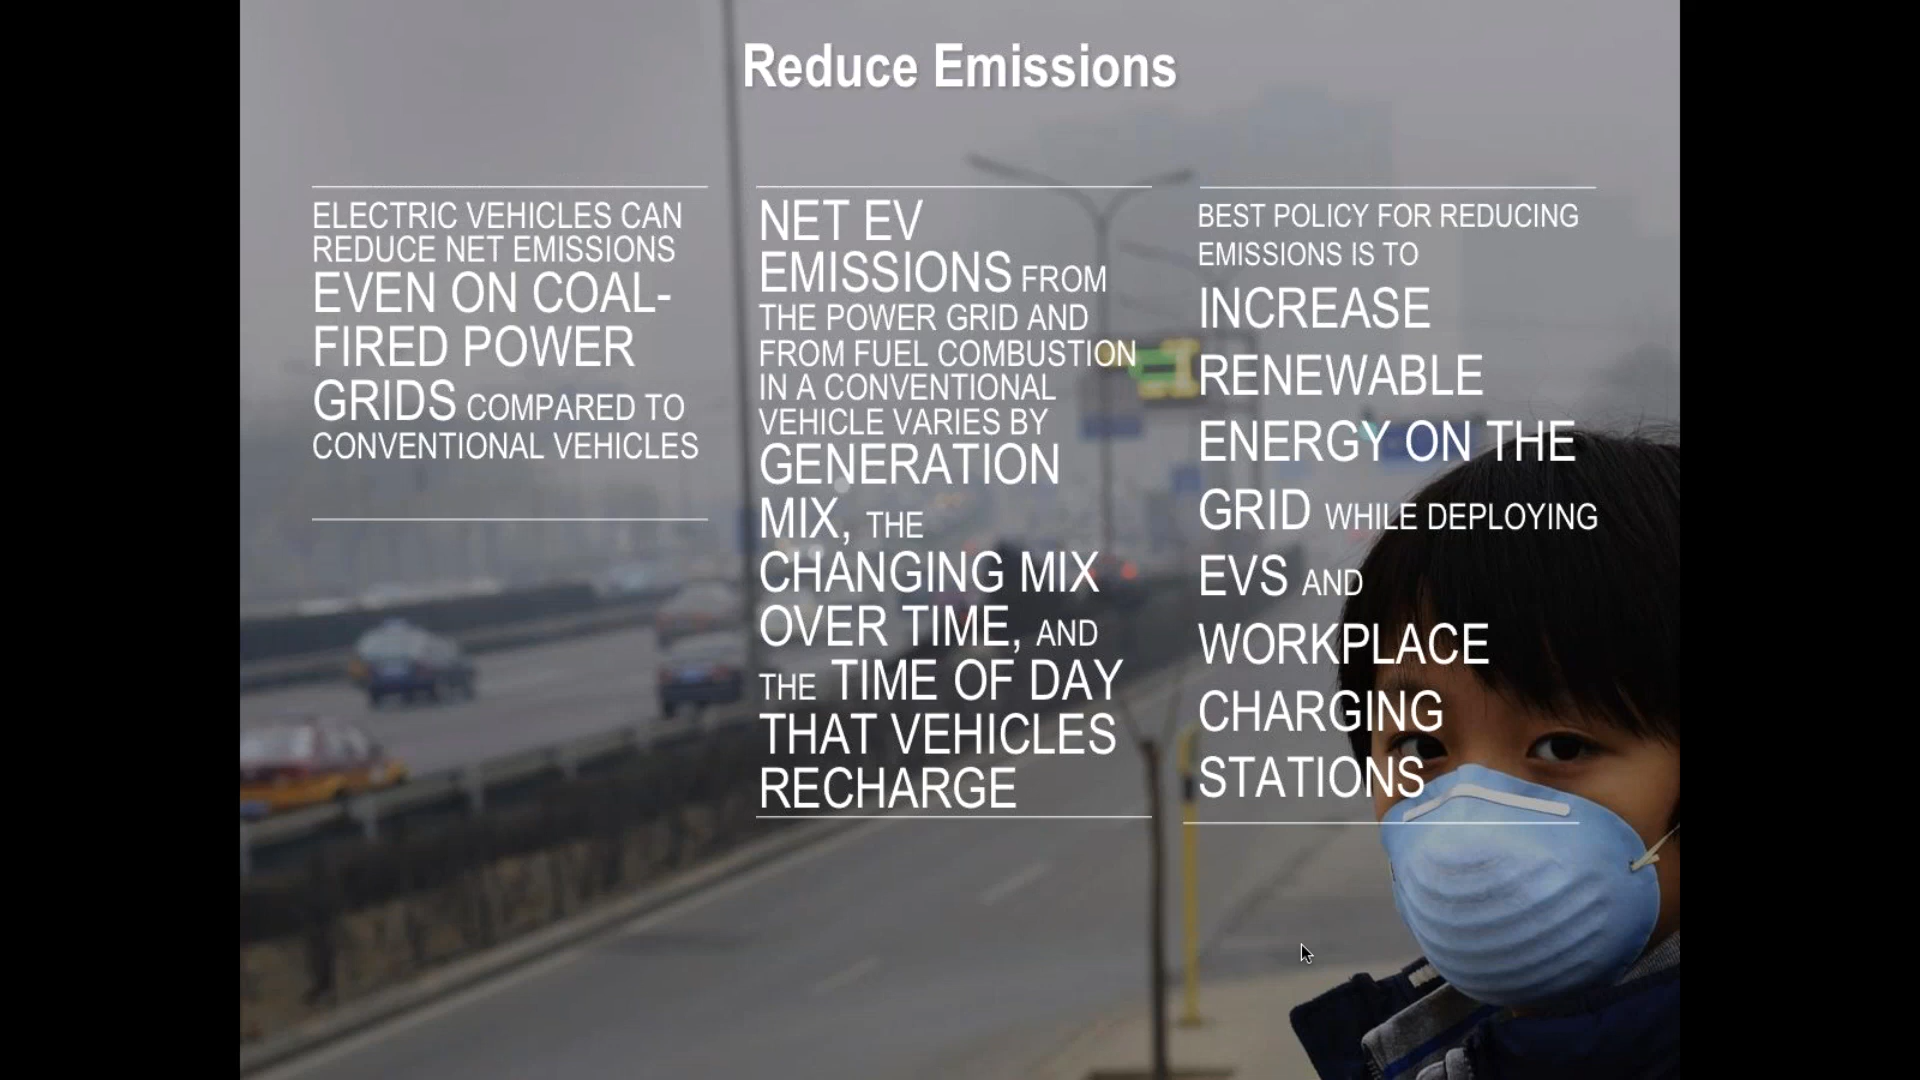 Reduce Emissions
ELECTRIC VEHICLES CAN
REDUCE NET EMISSIONS
EVEN ON COAL-
FIRED POWER
GRIDS COMPARED TO
CONVENTIONAL VEHICLES
NET EV
EMISSIONS FROM
THE POWER GRID AND
FROM FUEL COMBUSTION
IN A CONVENTIONAL
VEHICLE VARIES BY
GENERATION
MIX, THE
CHANGING MIX
OVER TIME, AND
THE TIME OF DAY
THAT VEHICLES
RECHARGE
BEST POLICY FOR REDUCING
EMISSIONS IS TO
INCREASE
RENEWABLE
ENERGY ON THE
GRID WHILE DEPLOYING
EVS AND
WORKPLACE
CHARGING
STATIONS